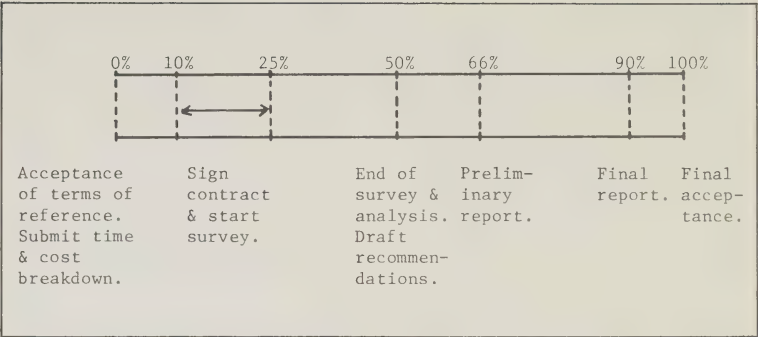 0% 10% 25% 50% 66% 90% 100%
Acceptance
of terms of
reference.
Submit time
& cost
breakdown.
Sign
contract
& start
survey.
End of
survey &
analysis.
Draft
recommen-
dations.
Prelim-
inary
report.
Final
report.
Final
accep-
tance.